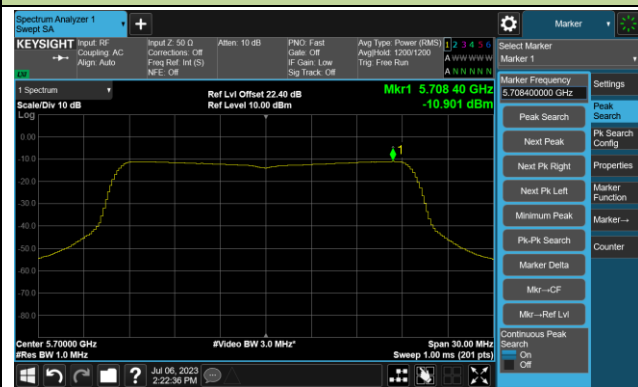 Spectrum Analyzer 1
Swept SA
+
Marker
KEYSIGHT
Input: RF
Coupling: AC
Align: Auto
Input Z: 50 Ω
Corrections: Off
Freq Ref: Int (S)
NFE: Off
Atten: 10 dB
PNO: Fast
Gate: Off
IF Gain: Low
Sig Track: Off
Avg Type: Power (RMS)
Avg|Hold: 1200/1200
Trig: Free Run
1 2 3 4 5 6
A W W W W W
A N N N N N
Select Marker
Marker 1
1 Spectrum
Scale/Div 10 dB
Log
Ref Lvl Offset 22.40 dB
Ref Level 10.00 dBm
Mkr1 5.708 40 GHz
-10.901 dBm
0.00
-10.0
-20.0
-30.0
-40.0
-50.0
-60.0
-70.0
-80.0
1
Center 5.70000 GHz
#Res BW 1.0 MHz
#Video BW 3.0 MHz*
Span 30.00 MHz
Sweep 1.00 ms (201 pts)
Marker Frequency
5.708400000 GHz
Peak Search
Next Peak
Next Pk Right
Next Pk Left
Minimum Peak
Pk-Pk Search
Marker Delta
Mkr→CF
Mkr→Ref Lvl
Continuous Peak
Search
On
Off
Settings
Peak
Search
Pk Search
Config
Properties
Marker
Function
Marker→
Counter
?
Jul 06, 2023
2:22:36 PM